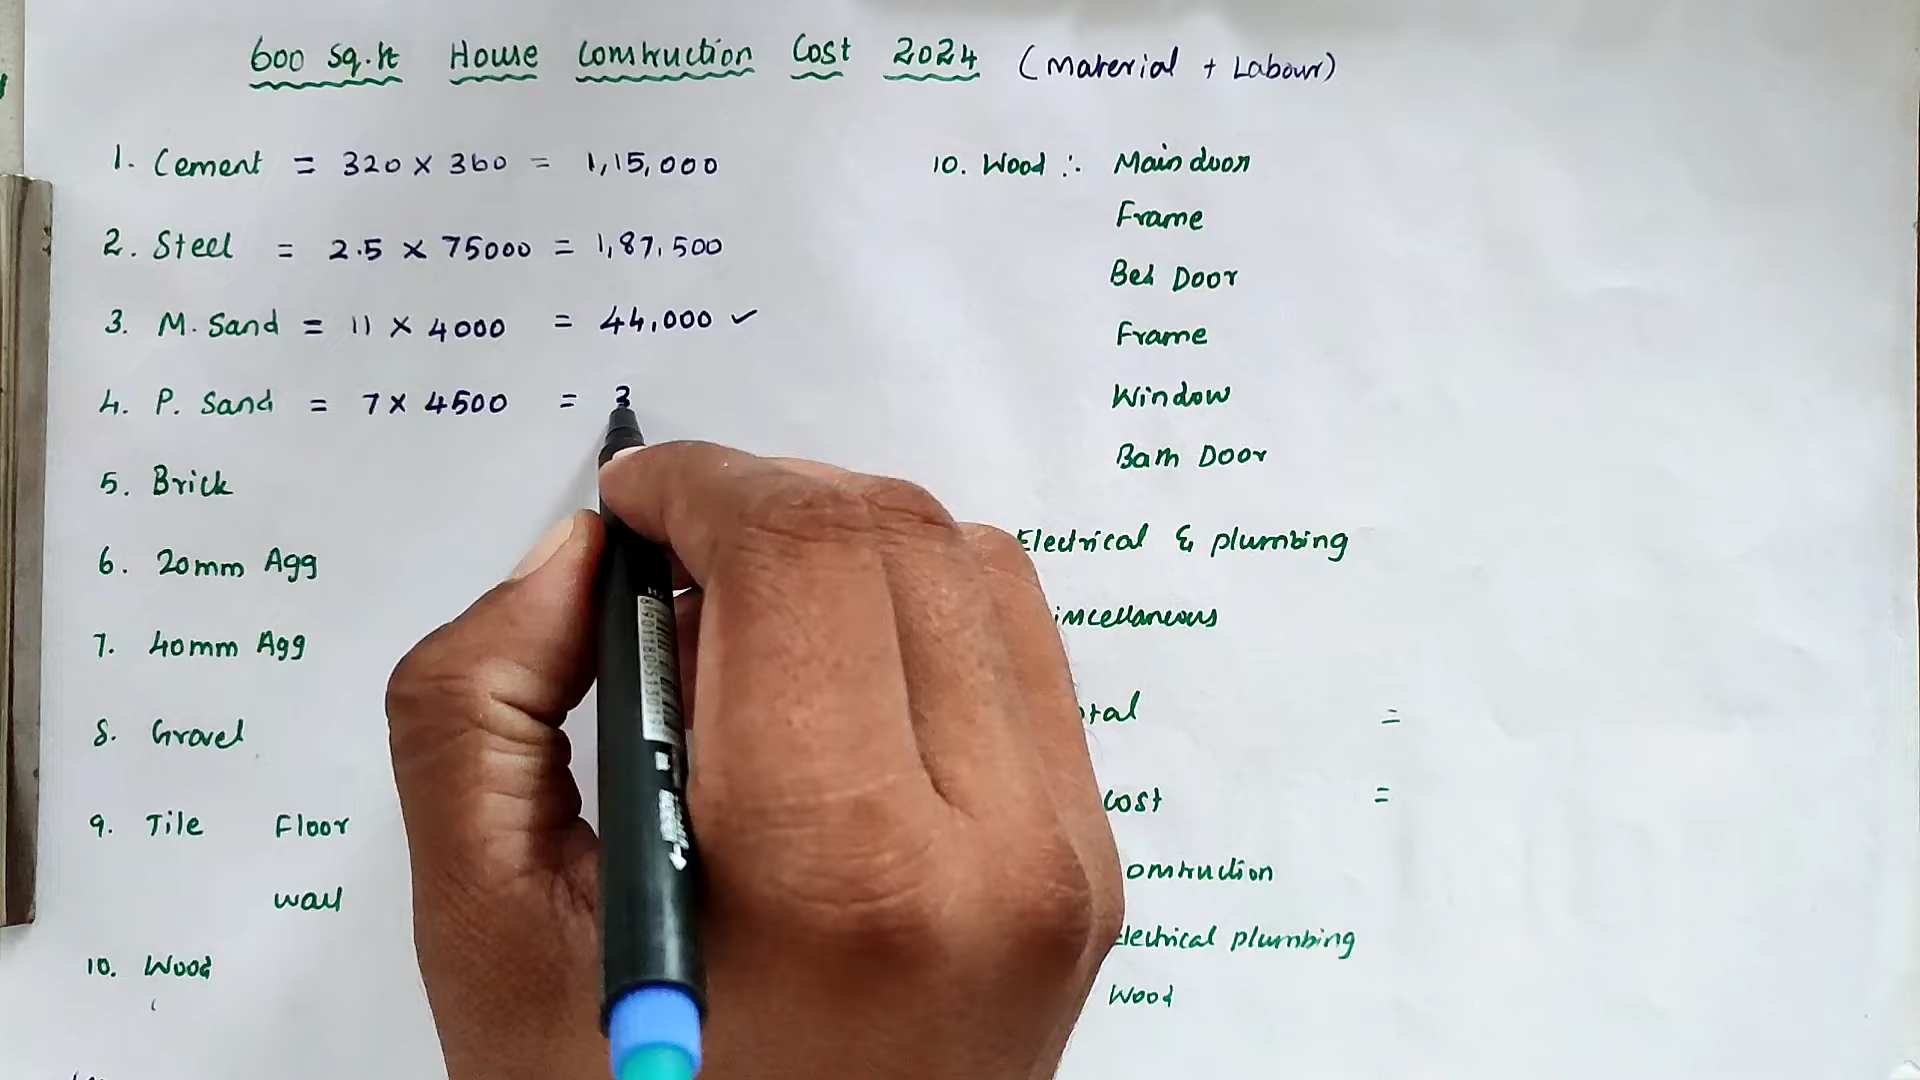 600 Sq.ft House Construction Cost 2024 (Material + Labour)
1. Cement = 320 × 360 = 1,15,000
2. Steel = 2.5 × 75000 = 1,87,500
3. M. Sand = 11 × 4000 = 44,000 ✓
4. P. Sand = 7 × 4500 = 3
5. Brick
6. 20mm Agg
7. 40mm Agg
8. Gravel
9. Tile Floor
Wall
10. Wood
10. Wood :- Main door
Frame
Bed Door
Frame
Window
Bath Door
Electrical & plumbing
iscellaneous
otal =
Cost =
onstruction
Electrical plumbing
Wood